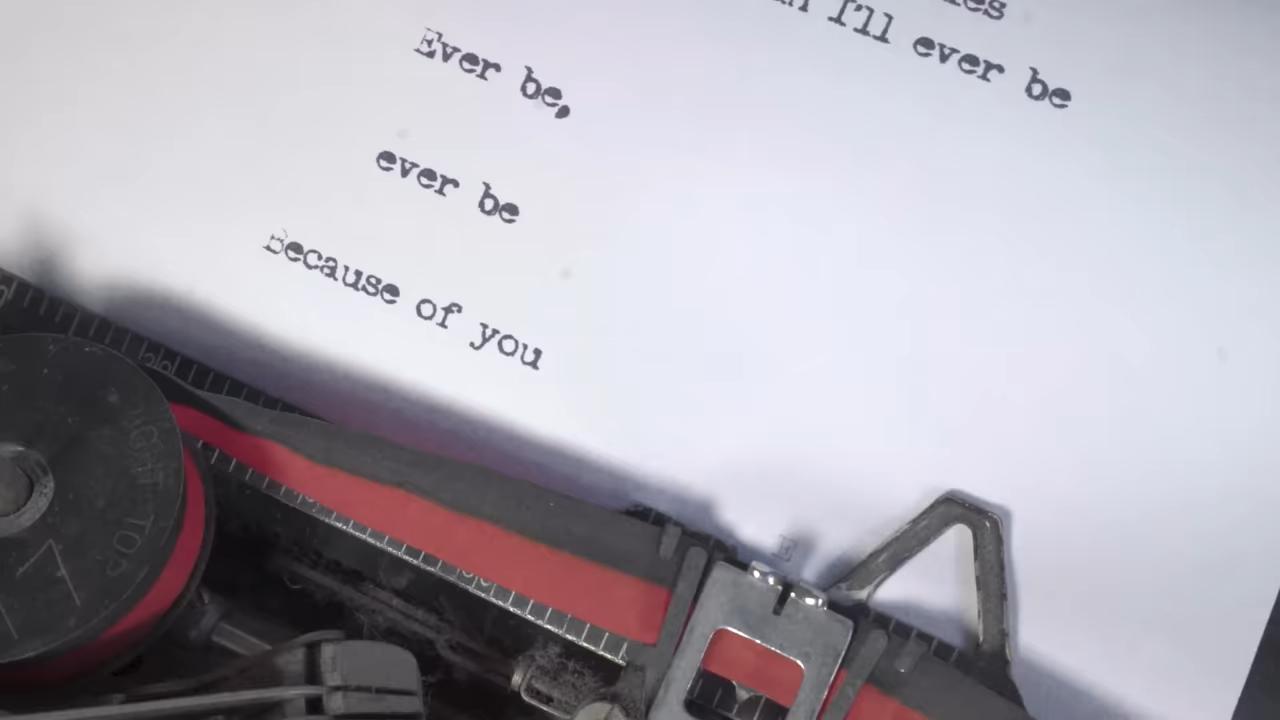 I'll ever be
Ever be,
ever be
Because of you
E